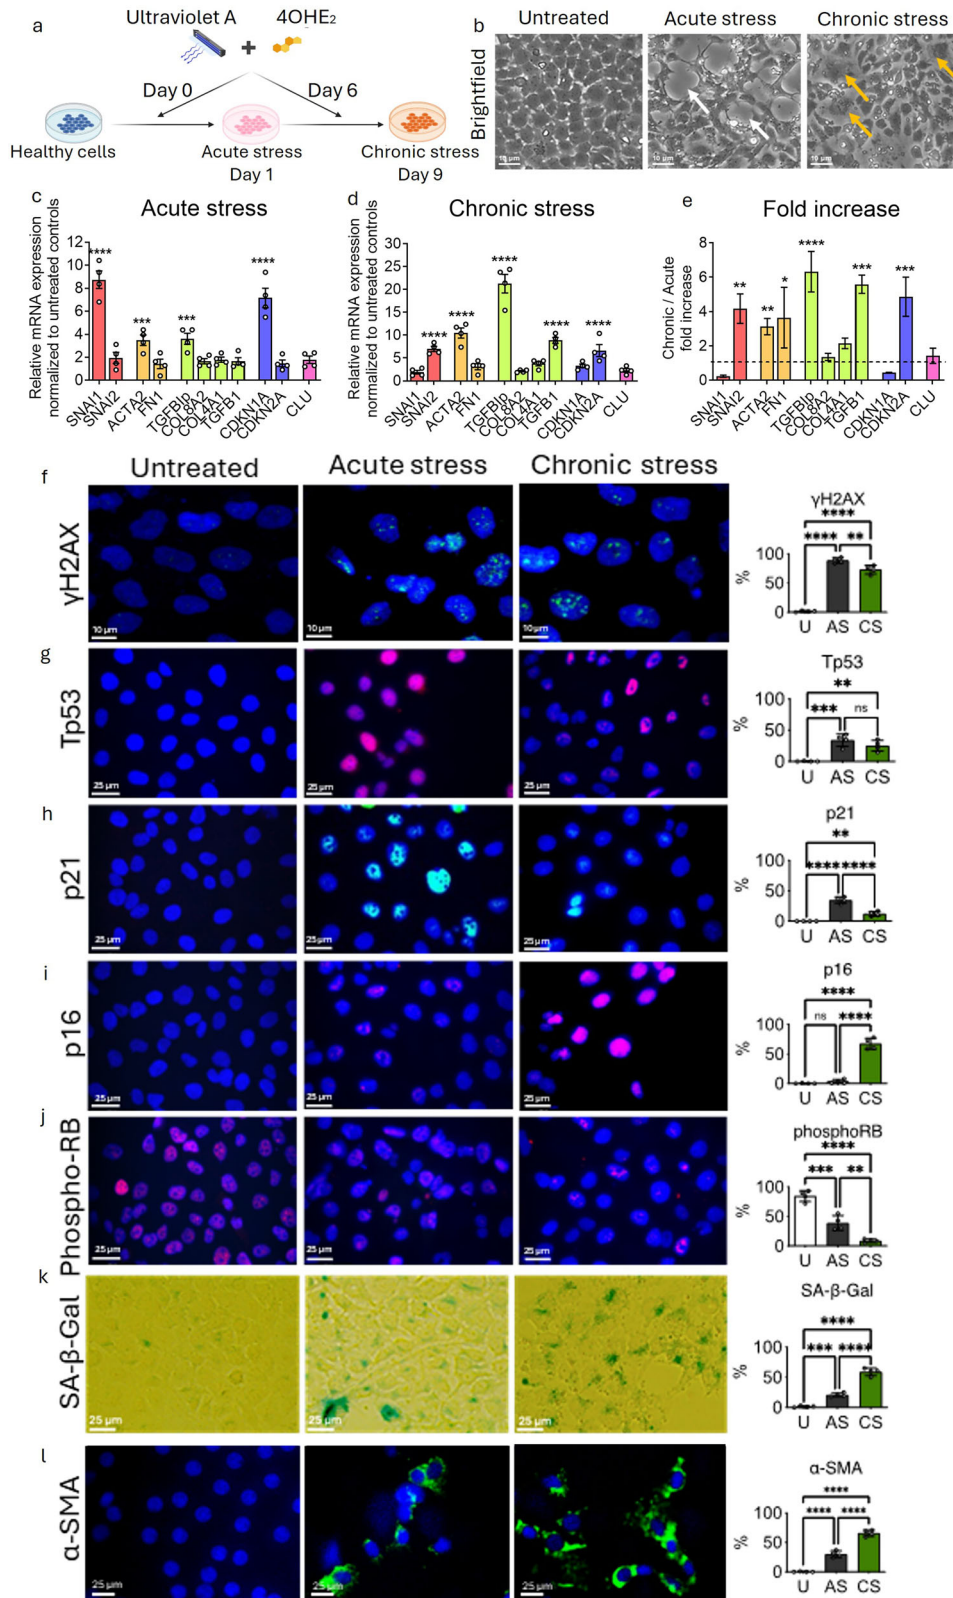 a
Ultraviolet A
4OHE₂
Day 0
Day 6
Healthy cells
Acute stress
Chronic stress
Day 1
Day 9
b
Untreated
Acute stress
Chronic stress
Brightfield
10 µm
10 µm
10 µm
c
Acute stress
Relative mRNA expression
normalized to untreated controls
12
10
8
6
4
2
0
****
***
***
****
SNAI1
SNAI2
ACTA2
FN1
TGFBIp
COL8A2
COL4A1
TGFB1
CDKN1A
CDKN2A
CLU
d
Chronic stress
Relative mRNA expression
normalized to untreated controls
30
25
20
15
10
5
0
****
****
****
****
****
SNAI1
SNAI2
ACTA2
FN1
TGFBIp
COL8A2
COL4A1
TGFB1
CDKN1A
CDKN2A
CLU
e
Fold increase
Chronic / Acute
fold increase
8
6
4
2
0
**
**
*
****
***
***
SNAI1
SNAI2
ACTA2
FN1
TGFBIp
COL8A2
COL4A1
TGFB1
CDKN1A
CDKN2A
CLU
Untreated
Acute stress
Chronic stress
f
γH2AX
10 µm
10 µm
10 µm
γH2AX
****
**** **
%
100
50
0
U AS CS
g
Tp53
25 µm
25 µm
25 µm
Tp53
**
*** ns
%
100
50
0
U AS CS
h
p21
25 µm
25 µm
25 µm
p21
**
**** ****
%
100
50
0
U AS CS
i
p16
25 µm
25 µm
25 µm
p16
****
ns ****
%
100
50
0
U AS CS
j
Phospho-RB
25 µm
25 µm
25 µm
phosphoRB
****
*** **
%
100
50
0
U AS CS
k
SA-β-Gal
25 µm
25 µm
25 µm
SA-β-Gal
****
*** ****
%
100
50
0
U AS CS
l
α-SMA
25 µm
25 µm
25 µm
α-SMA
****
**** ****
%
100
50
0
U AS CS